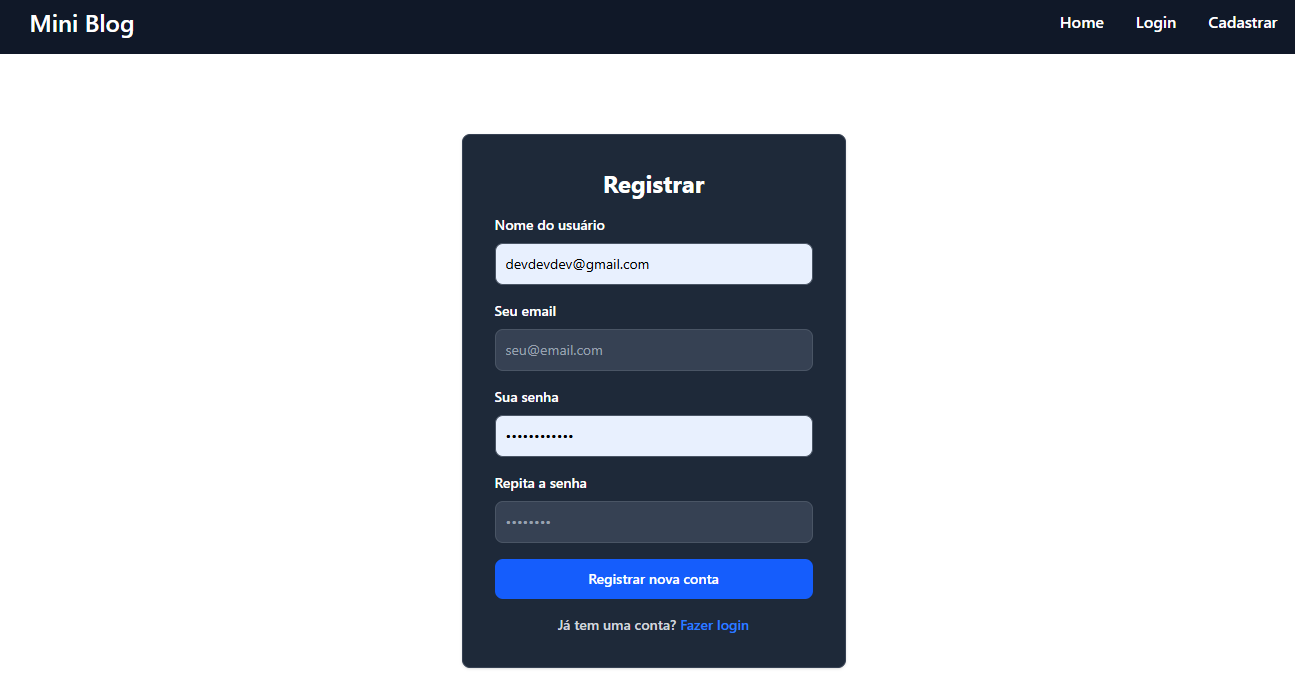 Mini Blog
Home Login Cadastrar
Registrar
Nome do usuário
devdevdev@gmail.com
Seu email
seu@email.com
Sua senha
••••••••••••
Repita a senha
••••••••
Registrar nova conta
Já tem uma conta? Fazer login